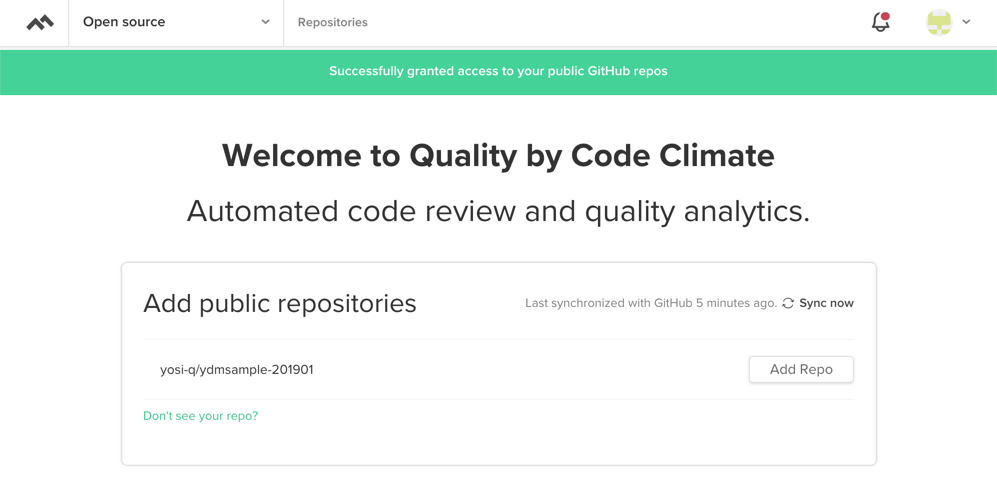 Open source
Repositories
Successfully granted access to your public GitHub repos
Welcome to Quality by Code Climate
Automated code review and quality analytics.
Add public repositories
Last synchronized with GitHub 5 minutes ago. Sync now
yosi-q/ydmsample-201901
Add Repo
Don't see your repo?